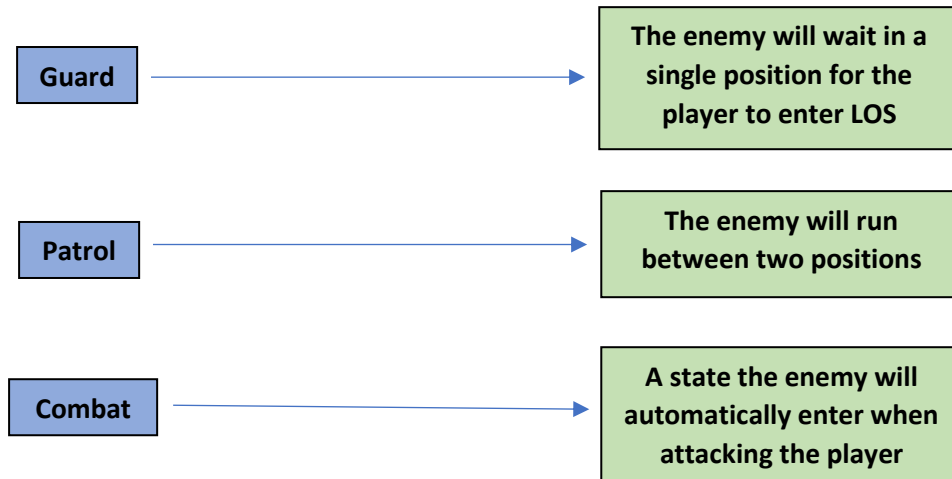 Guard
The enemy will wait in a
single position for the
player to enter LOS
Patrol
The enemy will run
between two positions
Combat
A state the enemy will
automatically enter when
attacking the player